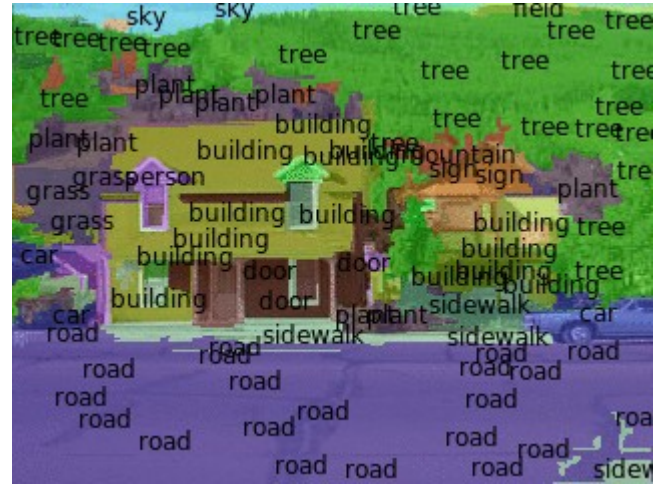 sky sky tree field
tree tree tree tree tree tree
tree tree
tree tree
tree plant plant plant plant tree
building tree tree tree tree
plant plant building building tree mountain
grass grass person sign sign plant tree
grass building building building tree
building building
car building door door building tree
building door building building
car plant plant sidewalk car
road sidewalk sidewalk
road road road road
road road road road
road road road
road road road
road road road
road road road sidew